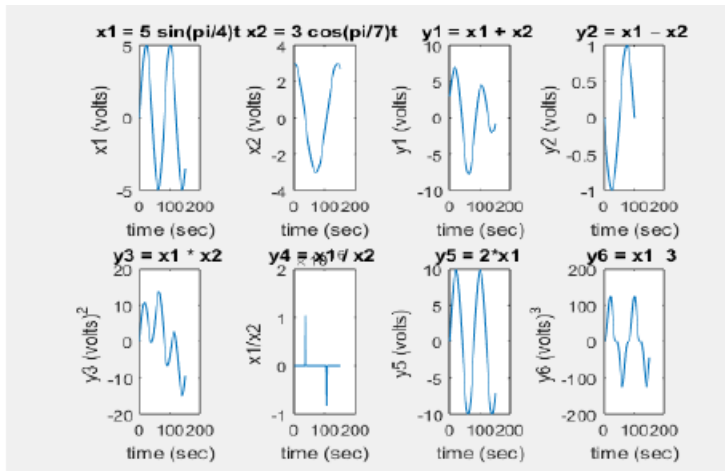 x1 = 5 sin(pi/4)t x2 = 3 cos(pi/7)t y1 = x1 + x2 y2 = x1 - x2
5 4 10 1
x1 (volts) 0 x2 (volts) 2 0 -2 y1 (volts) 5 0 -5 y2 (volts) 0.5 0 -0.5
-5 -4 -10 -1
0 100200 0 100200 0 100200 0 100200
time (sec) time (sec) time (sec) time (sec)
y3 = x1 * x2 y4 = x1 / x2 y5 = 2*x1 y6 = x1 3
20 2 10 200
y3 (volts)2 10 0 -10 x1/x2 1 0 y5 (volts) 5 0 -5 y6 (volts)3 100 0 -100
-20 -1 -10 -200
0 100200 0 100200 0 100200 0 100200
time (sec) time (sec) time (sec) time (sec)